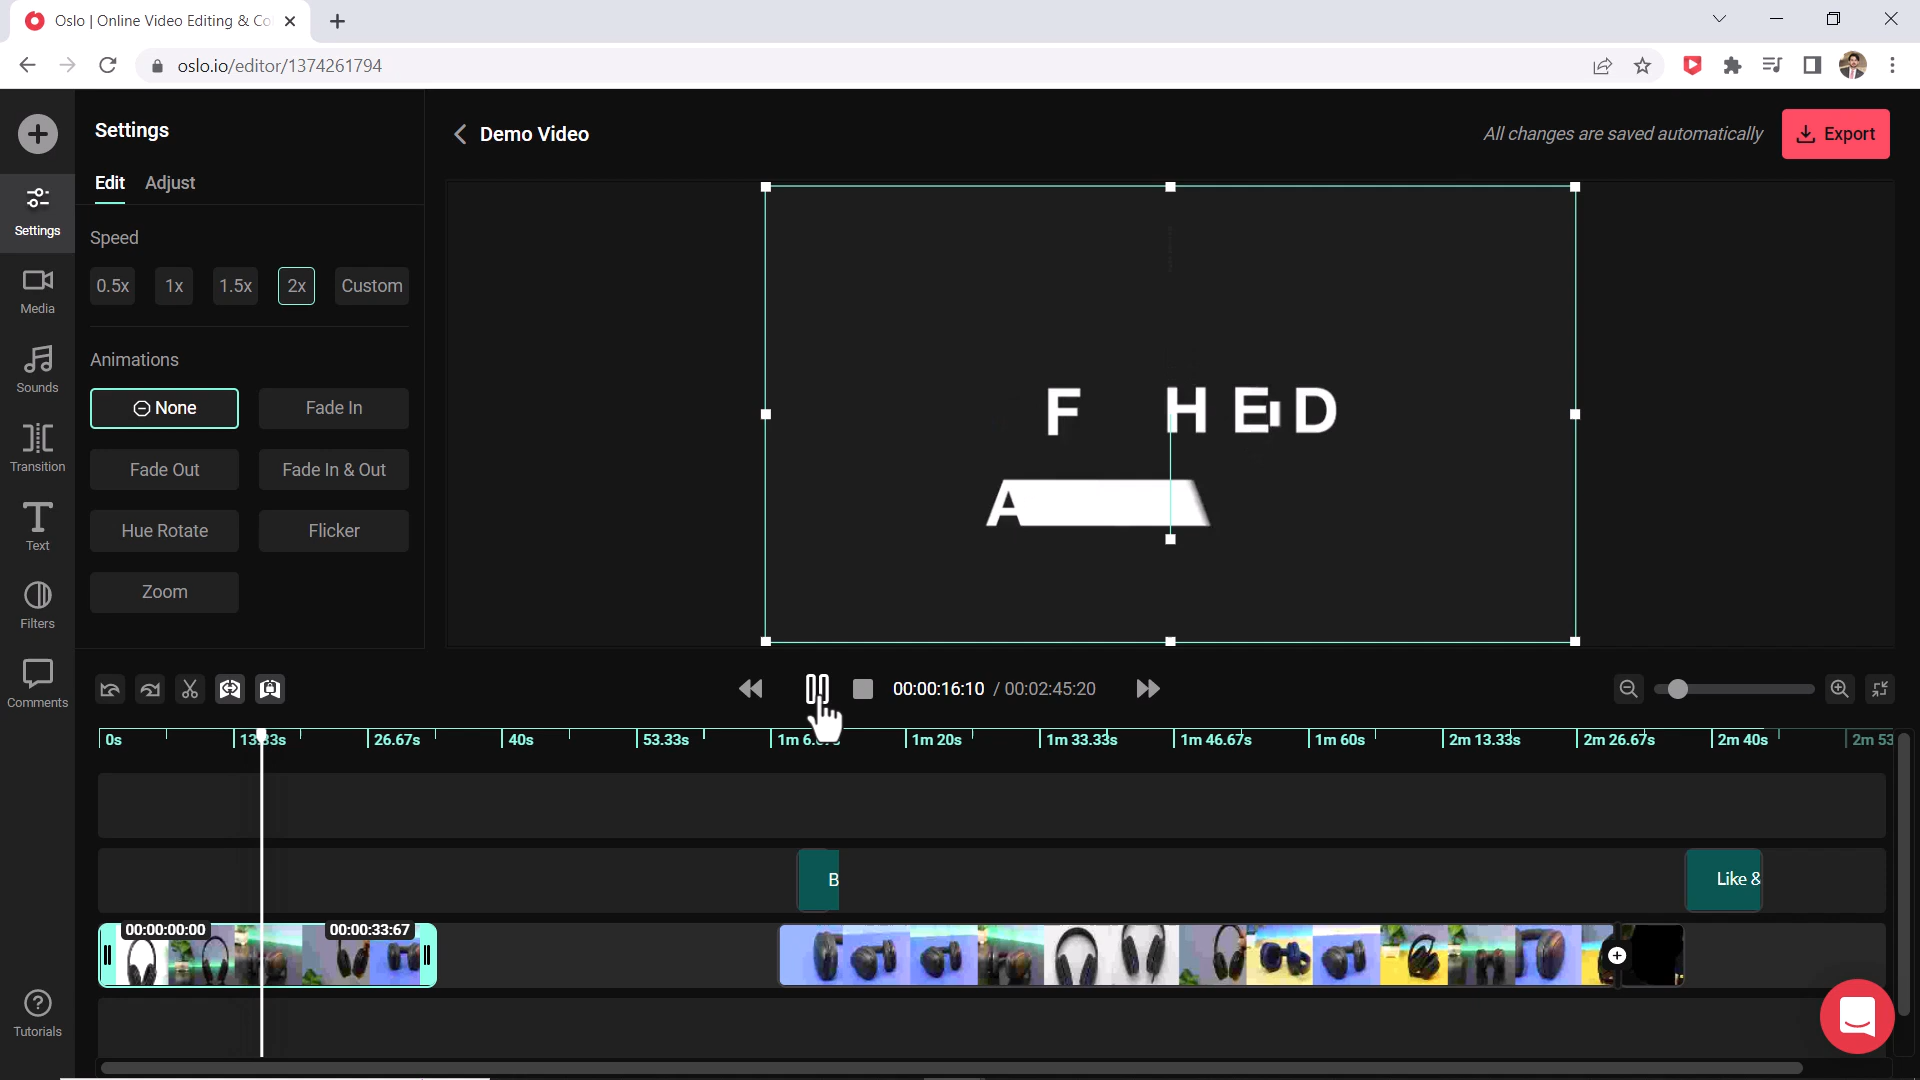 Oslo | Online Video Editing & Co
oslo.io/editor/1374261794
Settings
Demo Video
All changes are saved automatically
Export
Edit
Adjust
Settings
Speed
0.5x
1x
1.5x
2x
Custom
Media
Animations
None
Fade In
Sounds
Fade Out
Fade In & Out
Transition
Hue Rotate
Flicker
Text
Zoom
Filters
F HED
A
Comments
00:00:16:10 / 00:02:45:20
0s
26.67s
40s
53.33s
1m 20s
1m 33.33s
1m 46.67s
1m 60s
2m 13.33s
2m 26.67s
2m 40s
2m 53
B
Like &
00:00:00:00
00:00:33:67
Tutorials